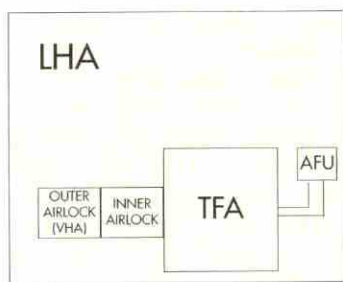 LHA
AFU
OUTER
AIRLOCK
(VHA)
INNER
AIRLOCK
TFA